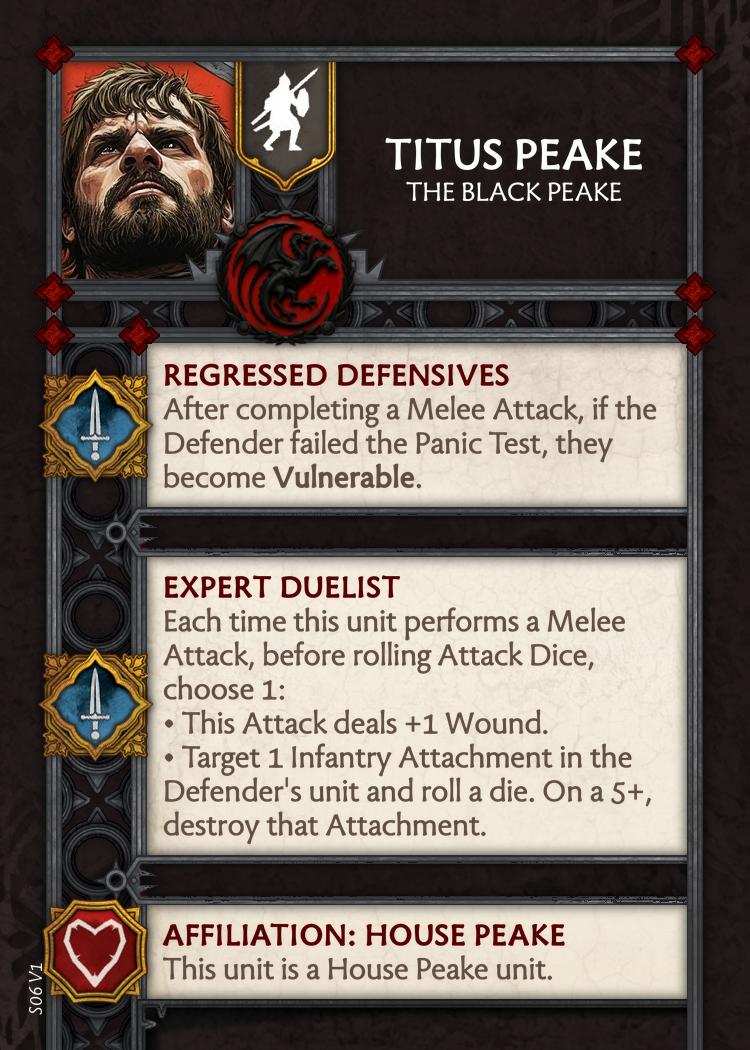 TITUS PEAKE
THE BLACK PEAKE
REGRESSED DEFENSIVES
After completing a Melee Attack, if the
Defender failed the Panic Test, they
become Vulnerable.
EXPERT DUELIST
Each time this unit performs a Melee
Attack, before rolling Attack Dice,
choose 1:
• This Attack deals +1 Wound.
• Target 1 Infantry Attachment in the
Defender's unit and roll a die. On a 5+,
destroy that Attachment.
AFFILIATION: HOUSE PEAKE
This unit is a House Peake unit.
S06 V1